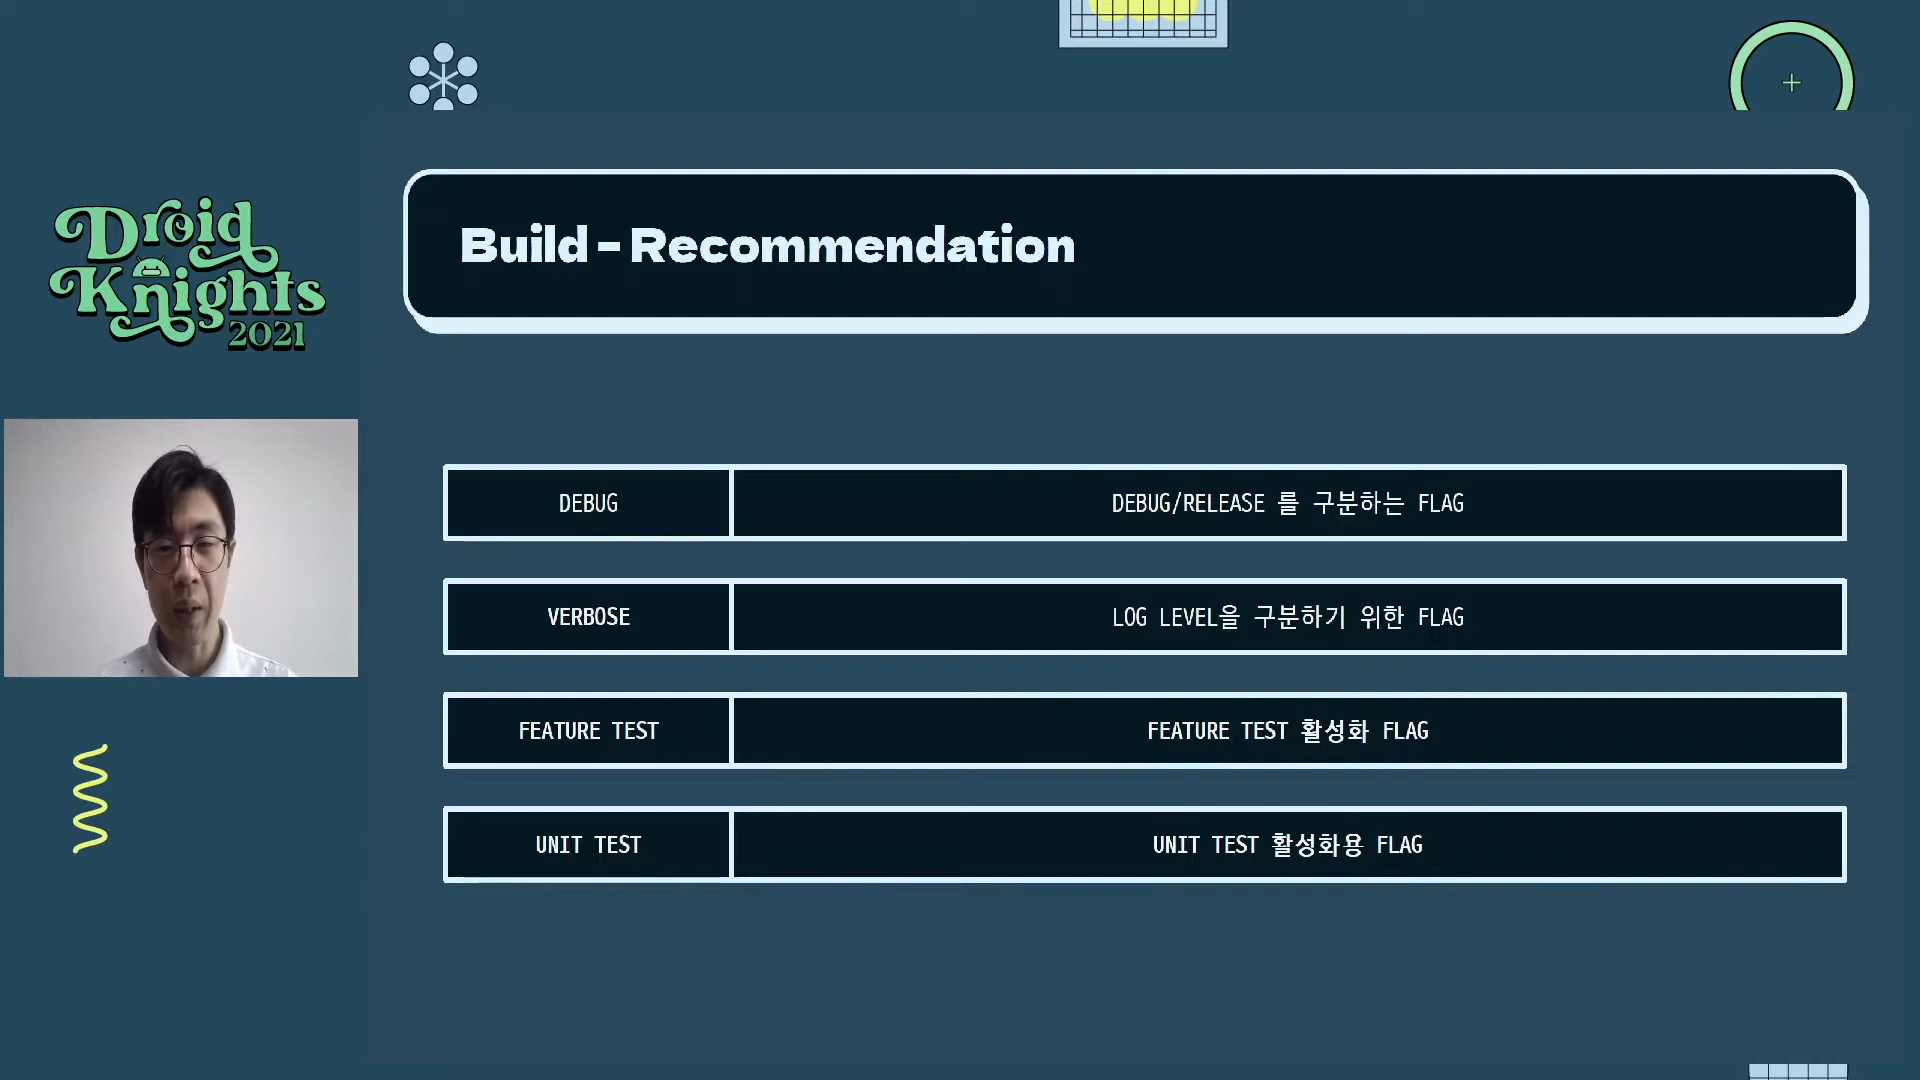 Droid
Knights
2021
Build – Recommendation
DEBUG
DEBUG/RELEASE 를 구분하는 FLAG
VERBOSE
LOG LEVEL을 구분하기 위한 FLAG
FEATURE TEST
FEATURE TEST 활성화 FLAG
UNIT TEST
UNIT TEST 활성화용 FLAG